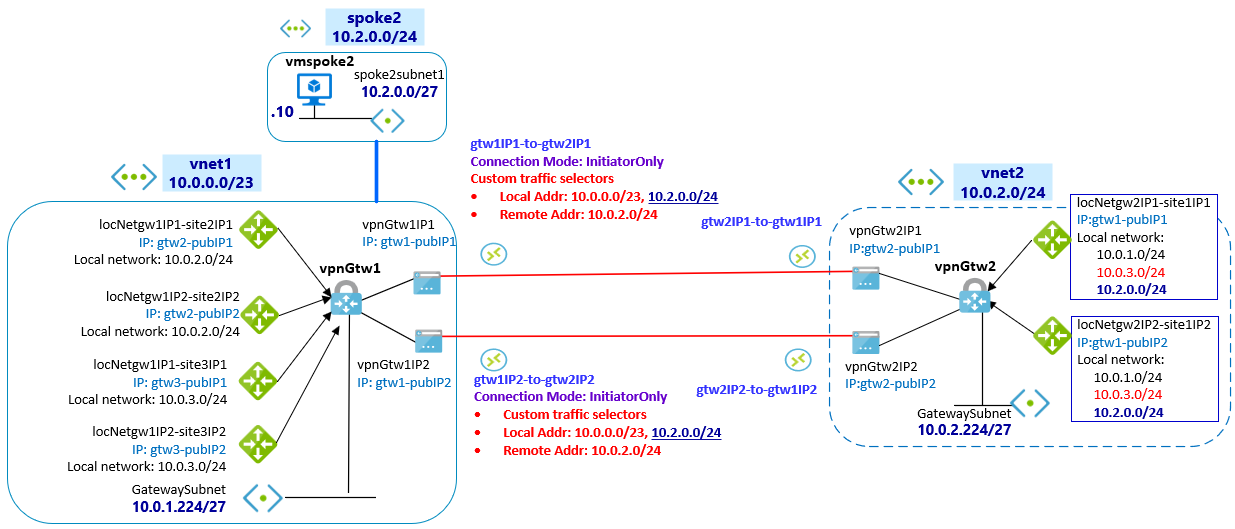 spoke2
10.2.0.0/24
vmspoke2
spoke2subnet1
10.2.0.0/27
.10
vnet1
10.0.0.0/23
gtw1IP1-to-gtw2IP1
Connection Mode: InitiatorOnly
Custom traffic selectors
• Local Addr: 10.0.0.0/23, 10.2.0.0/24
• Remote Addr: 10.0.2.0/24
vnet2
10.0.2.0/24
locNetgw1IP1-site2IP1
IP: gtw2-pubIP1
Local network: 10.0.2.0/24
locNetgw1IP2-site2IP2
IP: gtw2-pubIP2
Local network: 10.0.2.0/24
locNetgw1IP1-site3IP1
IP: gtw3-pubIP1
Local network: 10.0.3.0/24
locNetgw1IP2-site3IP2
IP: gtw3-pubIP2
Local network: 10.0.3.0/24
GatewaySubnet
10.0.1.224/27
vpnGtw1IP1
IP: gtw1-pubIP1
vpnGtw1
vpnGtw1IP2
IP: gtw1-pubIP2
gtw2IP1-to-gtw1IP1
gtw1IP2-to-gtw2IP2
Connection Mode: InitiatorOnly
• Custom traffic selectors
• Local Addr: 10.0.0.0/23, 10.2.0.0/24
• Remote Addr: 10.0.2.0/24
gtw2IP2-to-gtw1IP2
vpnGtw2IP1
IP:gtw2-pubIP1
vpnGtw2
vpnGtw2IP2
IP:gtw2-pubIP2
GatewaySubnet
10.0.2.224/27
locNetgw2IP1-site1IP1
IP:gtw1-pubIP1
Local network:
10.0.1.0/24
10.0.3.0/24
10.2.0.0/24
locNetgw2IP2-site1IP2
IP:gtw1-pubIP2
Local network:
10.0.1.0/24
10.0.3.0/24
10.2.0.0/24